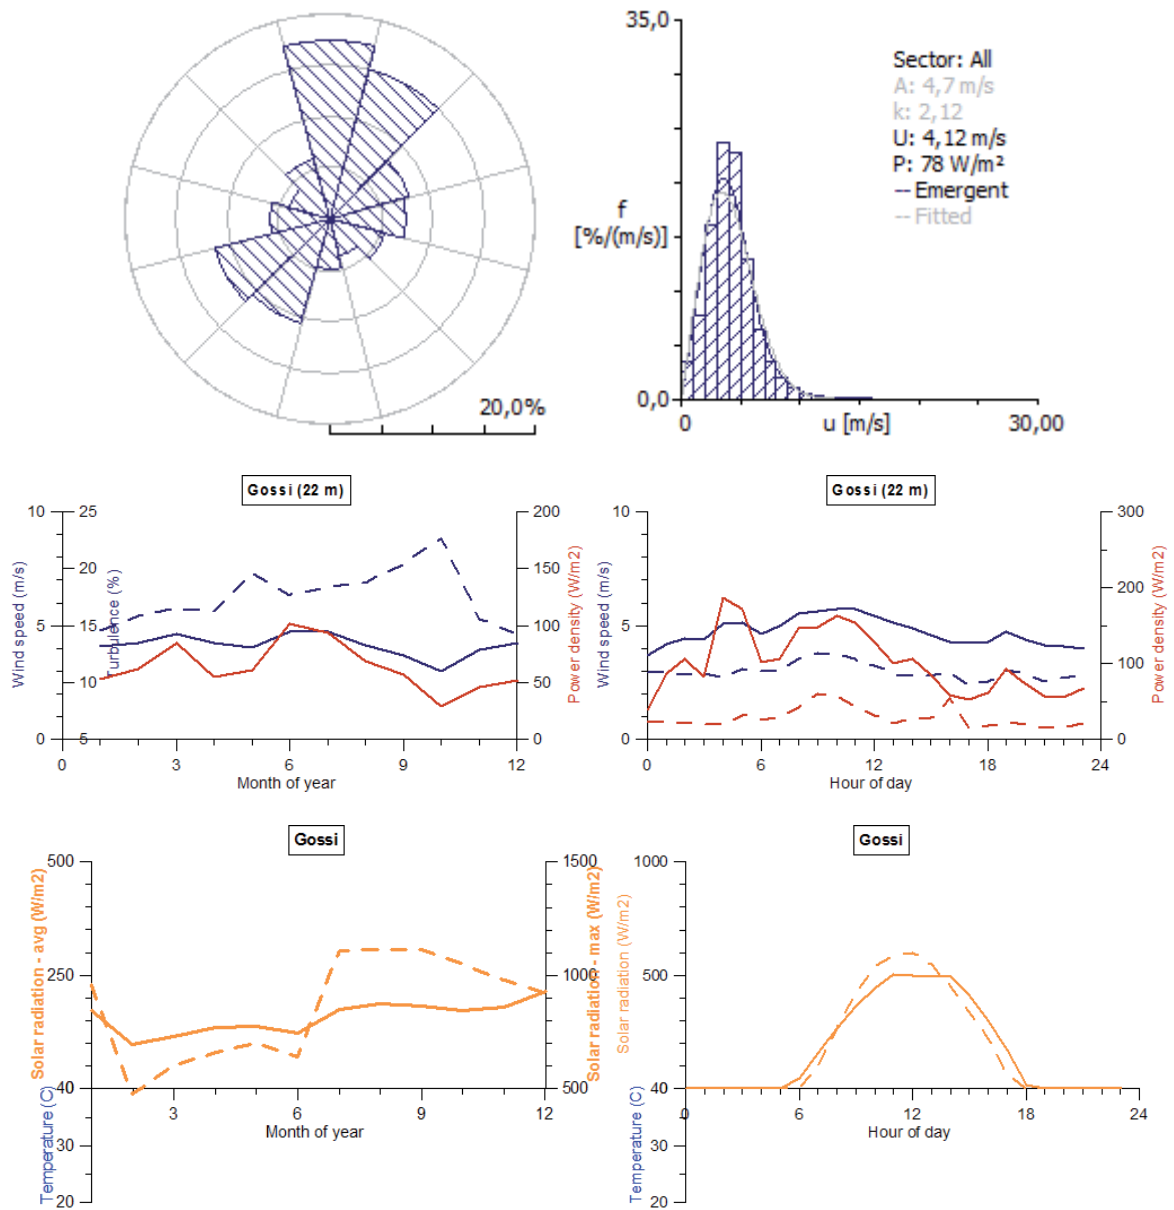 20,0%
35,0
f
[%/(m/s)]
0,0
0
u [m/s]
30,00
Sector: All
A: 4,7 m/s
k: 2,12
U: 4,12 m/s
P: 78 W/m²
-- Emergent
-- Fitted
Gossi (22 m)
Wind speed (m/s)
10
5
0
Turbulence (%)
25
20
15
10
5
200
150
100
50
0
Power density (W/m2)
0 3 6 9 12
Month of year
Gossi (22 m)
Wind speed (m/s)
10
5
0
300
200
100
0
Power density (W/m2)
0 6 12 18 24
Hour of day
Gossi
Solar radiation - avg (W/m2)
500
250
40
30
20
Temperature (C)
1500
1000
500
Solar radiation - max (W/m2)
3 6 9 12
Month of year
Gossi
Solar radiation (W/m2)
1000
500
40
30
20
Temperature (C)
0 6 12 18 24
Hour of day